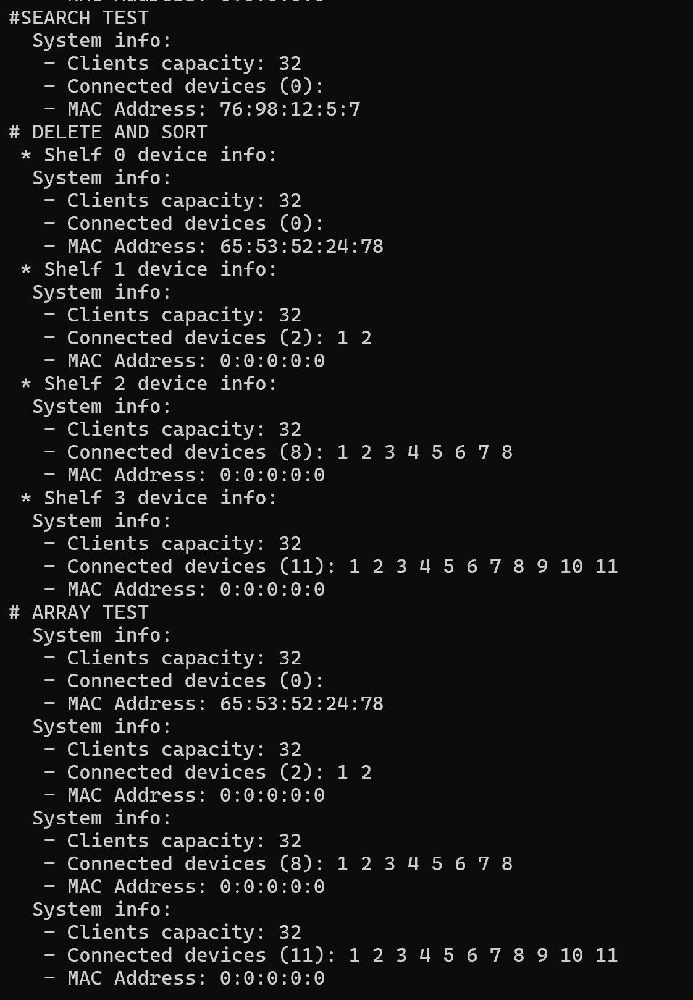 #SEARCH TEST
System info:
- Clients capacity: 32
- Connected devices (0):
- MAC Address: 76:98:12:5:7
# DELETE AND SORT
* Shelf 0 device info:
System info:
- Clients capacity: 32
- Connected devices (0):
- MAC Address: 65:53:52:24:78
* Shelf 1 device info:
System info:
- Clients capacity: 32
- Connected devices (2): 1 2
- MAC Address: 0:0:0:0:0
* Shelf 2 device info:
System info:
- Clients capacity: 32
- Connected devices (8): 1 2 3 4 5 6 7 8
- MAC Address: 0:0:0:0:0
* Shelf 3 device info:
System info:
- Clients capacity: 32
- Connected devices (11): 1 2 3 4 5 6 7 8 9 10 11
- MAC Address: 0:0:0:0:0
# ARRAY TEST
System info:
- Clients capacity: 32
- Connected devices (0):
- MAC Address: 65:53:52:24:78
System info:
- Clients capacity: 32
- Connected devices (2): 1 2
- MAC Address: 0:0:0:0:0
System info:
- Clients capacity: 32
- Connected devices (8): 1 2 3 4 5 6 7 8
- MAC Address: 0:0:0:0:0
System info:
- Clients capacity: 32
- Connected devices (11): 1 2 3 4 5 6 7 8 9 10 11
- MAC Address: 0:0:0:0:0